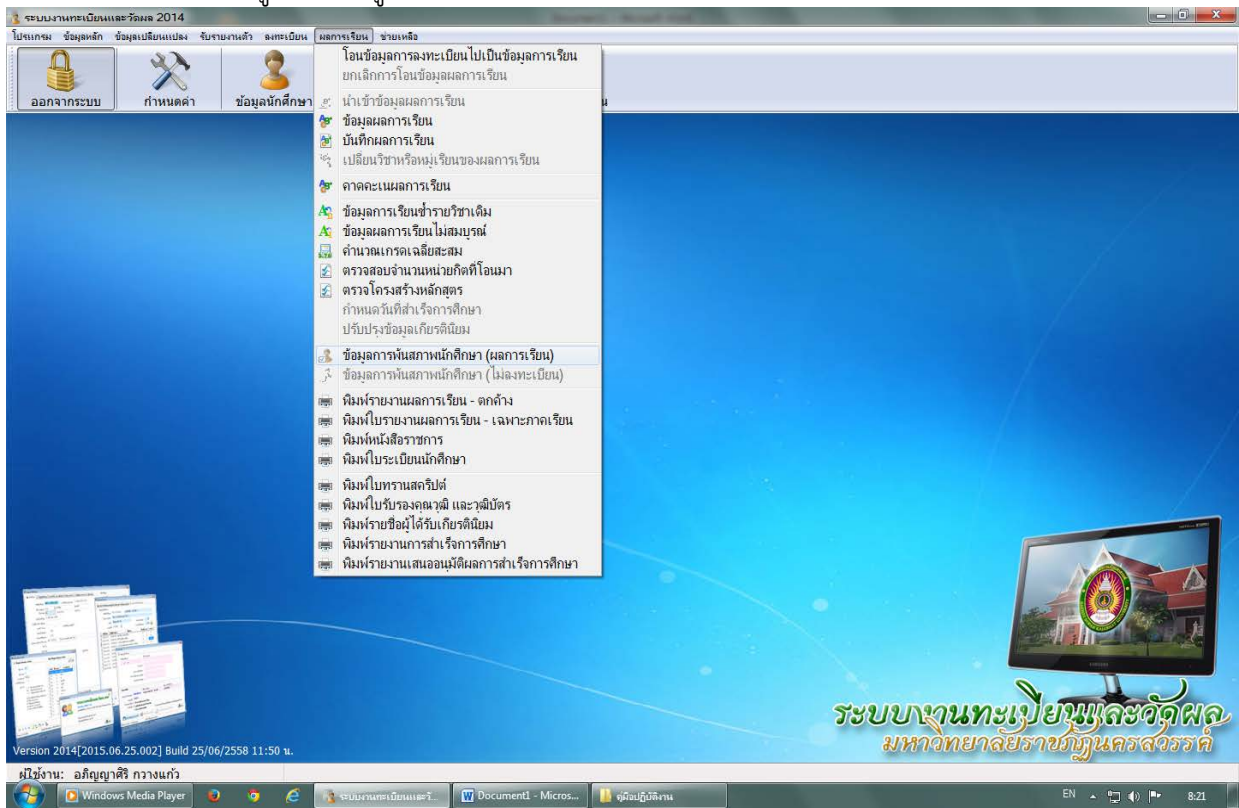 ระบบงานทะเบียนและวัดผล 2014
โปรแกรม ข้อมูลหลัก ข้อมูลเปลี่ยนแปลง รับรายงานตัว ลงทะเบียน ผลการเรียน ช่วยเหลือ
ออกจากระบบ กำหนดค่า ข้อมูลนักศึกษา
โอนข้อมูลการลงทะเบียนไปเป็นข้อมูลการเรียน
ยกเลิกการโอนข้อมูลผลการเรียน
นำเข้าข้อมูลผลการเรียน
ข้อมูลผลการเรียน
บันทึกผลการเรียน
เปลี่ยนวิชาหรือหมู่เรียนของผลการเรียน
คาดคะเนผลการเรียน
ข้อมูลการเรียนซ้ำรายวิชาเดิม
ข้อมูลผลการเรียนไม่สมบูรณ์
คำนวณเกรดเฉลี่ยสะสม
ตรวจสอบจำนวนหน่วยกิตที่โอนมา
ตรวจโครงสร้างหลักสูตร
กำหนดวันที่สำเร็จการศึกษา
ปรับปรุงข้อมูลเกียรตินิยม
ข้อมูลการพ้นสภาพนักศึกษา (ผลการเรียน)
ข้อมูลการพ้นสภาพนักศึกษา (ไม่ลงทะเบียน)
พิมพ์รายงานผลการเรียน - ตกค้าง
พิมพ์ใบรายงานผลการเรียน - เฉพาะภาคเรียน
พิมพ์หนังสือราชการ
พิมพ์ใบระเบียนนักศึกษา
พิมพ์ใบทรานสคริปต์
พิมพ์ใบรับรองคุณวุฒิ และวุฒิบัตร
พิมพ์รายชื่อผู้ได้รับเกียรตินิยม
พิมพ์รายงานการสำเร็จการศึกษา
พิมพ์รายงานเสนออนุมัติผลการสำเร็จการศึกษา
ระบบงานทะเบียนและวัดผล
มหาวิทยาลัยราชภัฏนครสวรรค์
Version 2014[2015.06.25.002] Build 25/06/2558 11:50 น.
ผู้ใช้งาน: อภิญญาศิริ กวางแก้ว
Windows Media Player ระบบงานทะเบียนและวั... Document1 - Micros... คู่มือปฏิบัติงาน EN 8:21